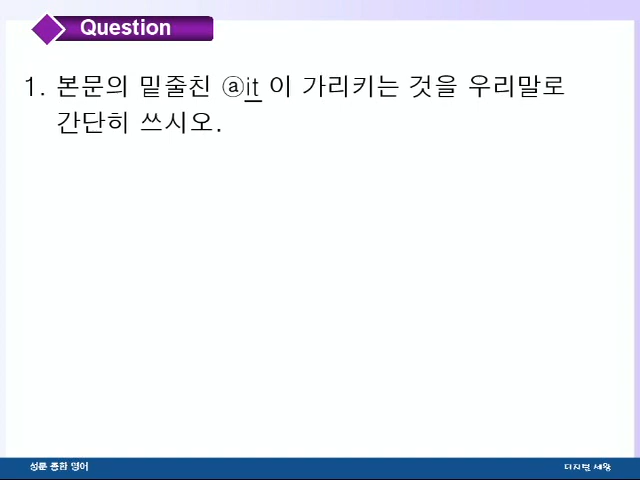 Question
1. 본문의 밑줄친 ⓐit 이 가리키는 것을 우리말로
간단히 쓰시오.
성문 종합 영어
디지털 세왕